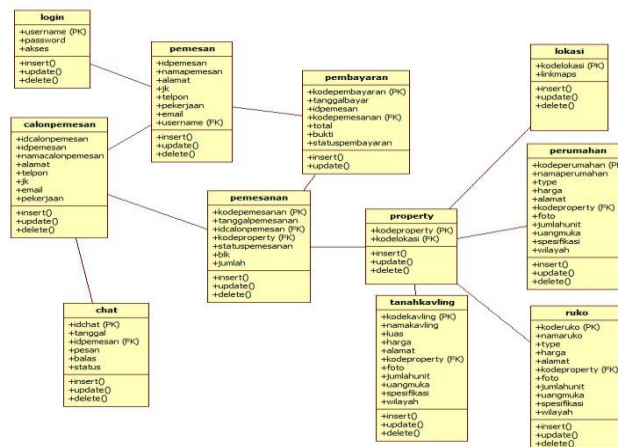 login
+username (PK)
+password
+akses
+insert()
+update()
+delete()
pemesan
+idpemesan
+namapemesan
+alamat
+jk
+telpon
+pekerjaan
+email
+username (FK)
+insert()
+update()
+delete()
pembayaran
+kodepembayaran (PK)
+tanggalbayar
+idpemesan
+kodepemesanan (FK)
+total
+bukti
+statuspembayaran
+insert()
+update()
lokasi
+kodelokasi (PK)
+linkmaps
+insert()
+update()
+delete()
calonpemesan
+idcalonpemesan
+idpemesan
+namacalonpemesan
+alamat
+telpon
+jk
+email
+pekerjaan
+insert()
+update()
+delete()
pemesanan
+kodepemesanan (PK)
+tanggalpemesanan
+idcalonpemesan (FK)
+kodeproperty (FK)
+statuspemesanan
+blk
+jumlah
+insert()
+update()
+delete()
property
+kodeproperty (PK)
+kodelokasi (FK)
+insert()
+update()
+delete()
perumahan
+kodeperumahan (PK)
+namaperumahan
+type
+harga
+alamat
+kodeproperty (FK)
+foto
+jumlahunit
+uangmuka
+spesifikasi
+wilayah
+insert()
+update()
+delete()
chat
+idchat (PK)
+tanggal
+idpemesan (FK)
+pesan
+balas
+status
+insert()
+update()
+delete()
tanahkavling
+kodekavling (PK)
+namakavling
+luas
+harga
+alamat
+kodeproperty (FK)
+foto
+jumlahunit
+uangmuka
+spesifikasi
+wilayah
+insert()
+update()
+delete()
ruko
+koderuko (PK)
+namaruko
+type
+harga
+alamat
+kodeproperty (FK)
+foto
+jumlahunit
+uangmuka
+spesifikasi
+wilayah
+insert()
+update()
+delete()